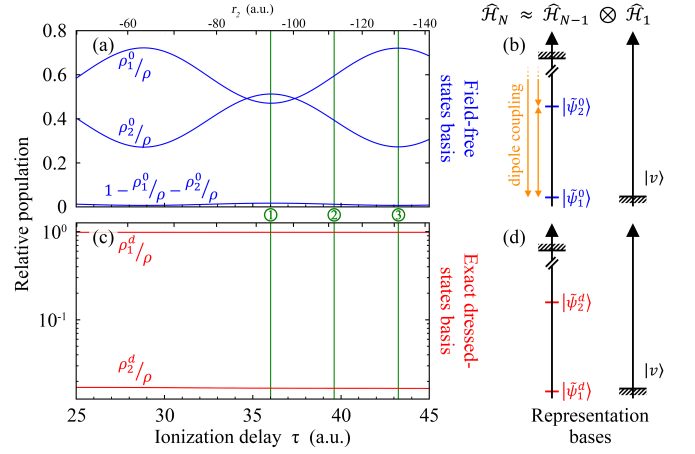 r₂ (a.u.)
-60 -80 -100 -120 -140
(a)
ρ₁⁰/ρ
ρ₂⁰/ρ
1 − ρ₁⁰/ρ − ρ₂⁰/ρ
0.8
0.6
0.4
0.2
0
Field-free
states basis
① ② ③
(c)
ρ₁ᵈ/ρ
ρ₂ᵈ/ρ
10⁰
10⁻¹
Exact dressed-
states basis
Relative population
25 30 35 40 45
Ionization delay τ (a.u.)
Ĥ_N ≈ Ĥ_{N−1} ⊗ Ĥ₁
(b)
dipole coupling
|ψ̃₂⁰⟩
|ψ̃₁⁰⟩
|v⟩
(d)
|ψ̃₂ᵈ⟩
|ψ̃₁ᵈ⟩
|v⟩
Representation
bases